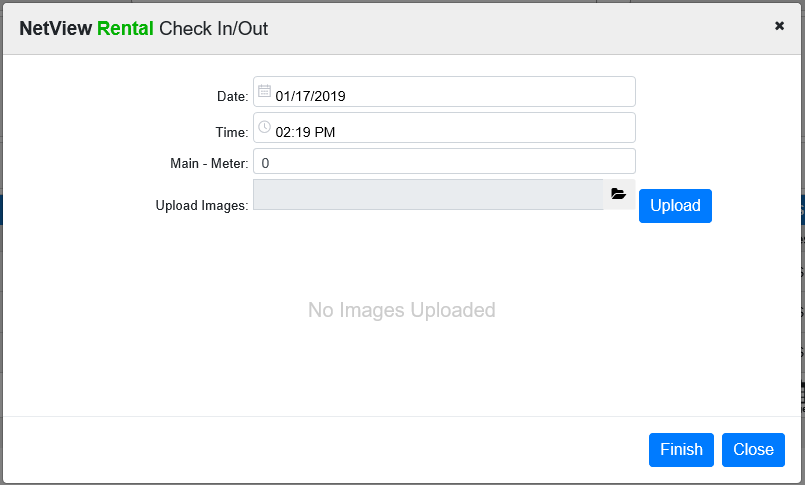 NetView Rental Check In/Out
Date: 01/17/2019
Time: 02:19 PM
Main - Meter: 0
Upload Images: Upload
No Images Uploaded
Finish Close